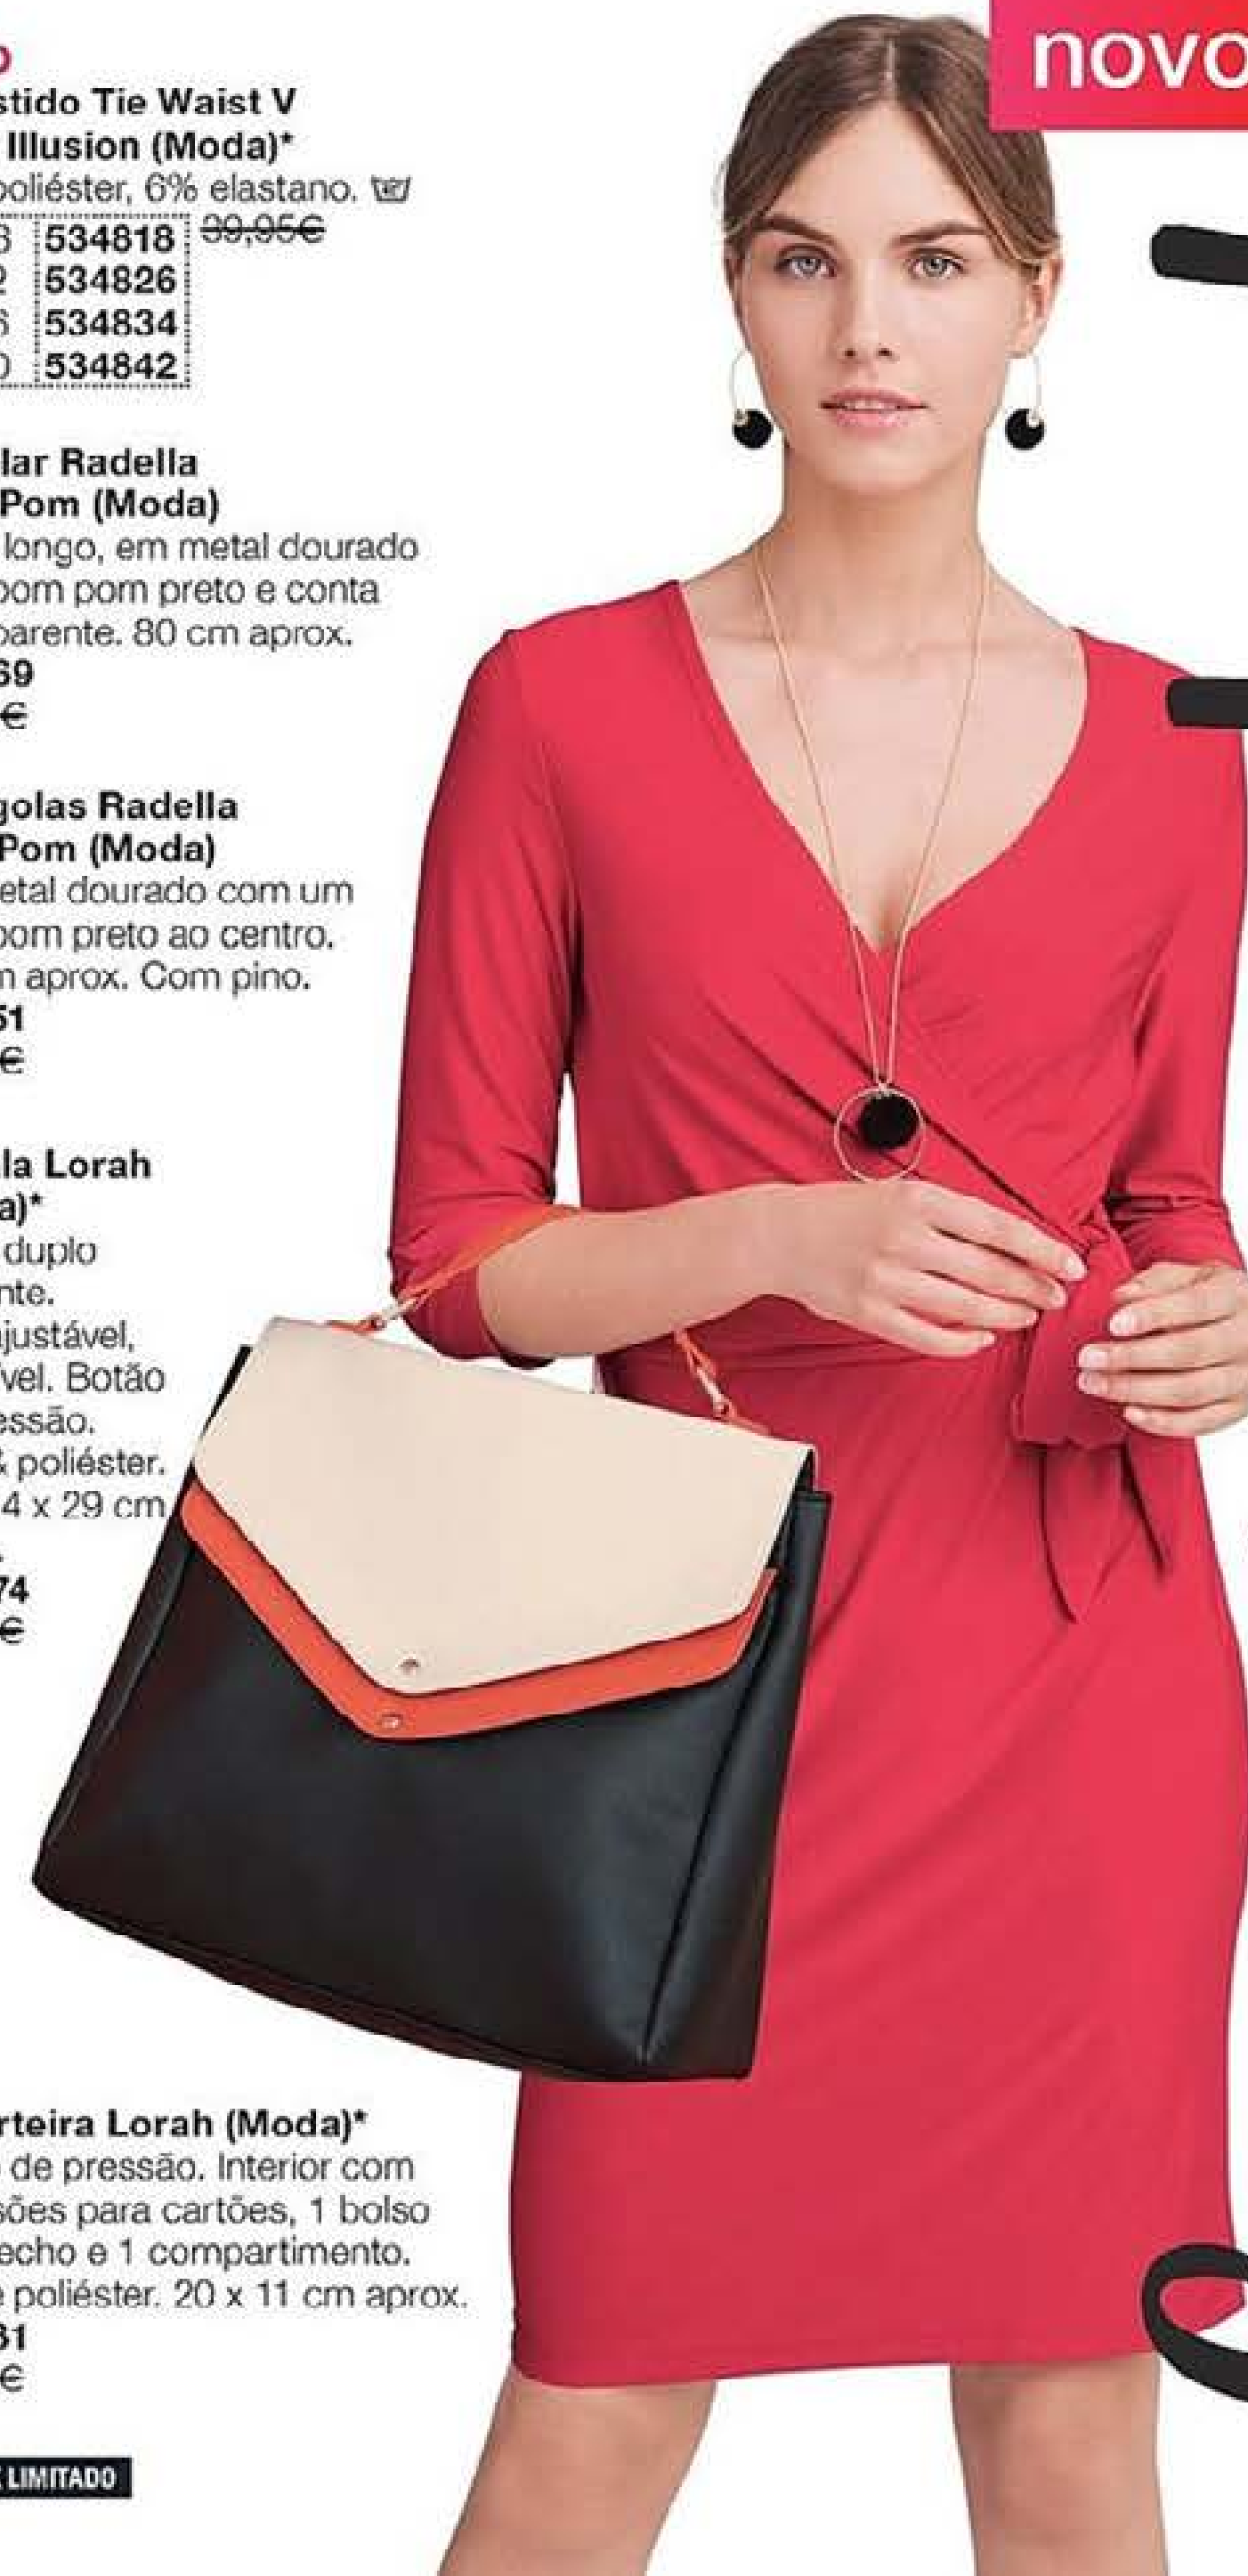 novo
stido Tie Waist V
Illusion (Moda)*
poliéster, 6% elastano.
534818 39,95€
534826
534834
534842
lar Radella
Pom (Moda)
longo, em metal dourado
pom pom preto e conta
parente. 80 cm aprox.
69
€
golas Radella
Pom (Moda)
etal dourado com um
pom preto ao centro.
m aprox. Com pino.
51
€
la Lorah
a)*
duplo
nte.
justável,
vel. Botão
essão.
poliéster.
4 x 29 cm
74
€
rteira Lorah (Moda)*
de pressão. Interior com
sões para cartões, 1 bolso
echo e 1 compartimento.
e poliéster. 20 x 11 cm aprox.
31
€
LIMITADO